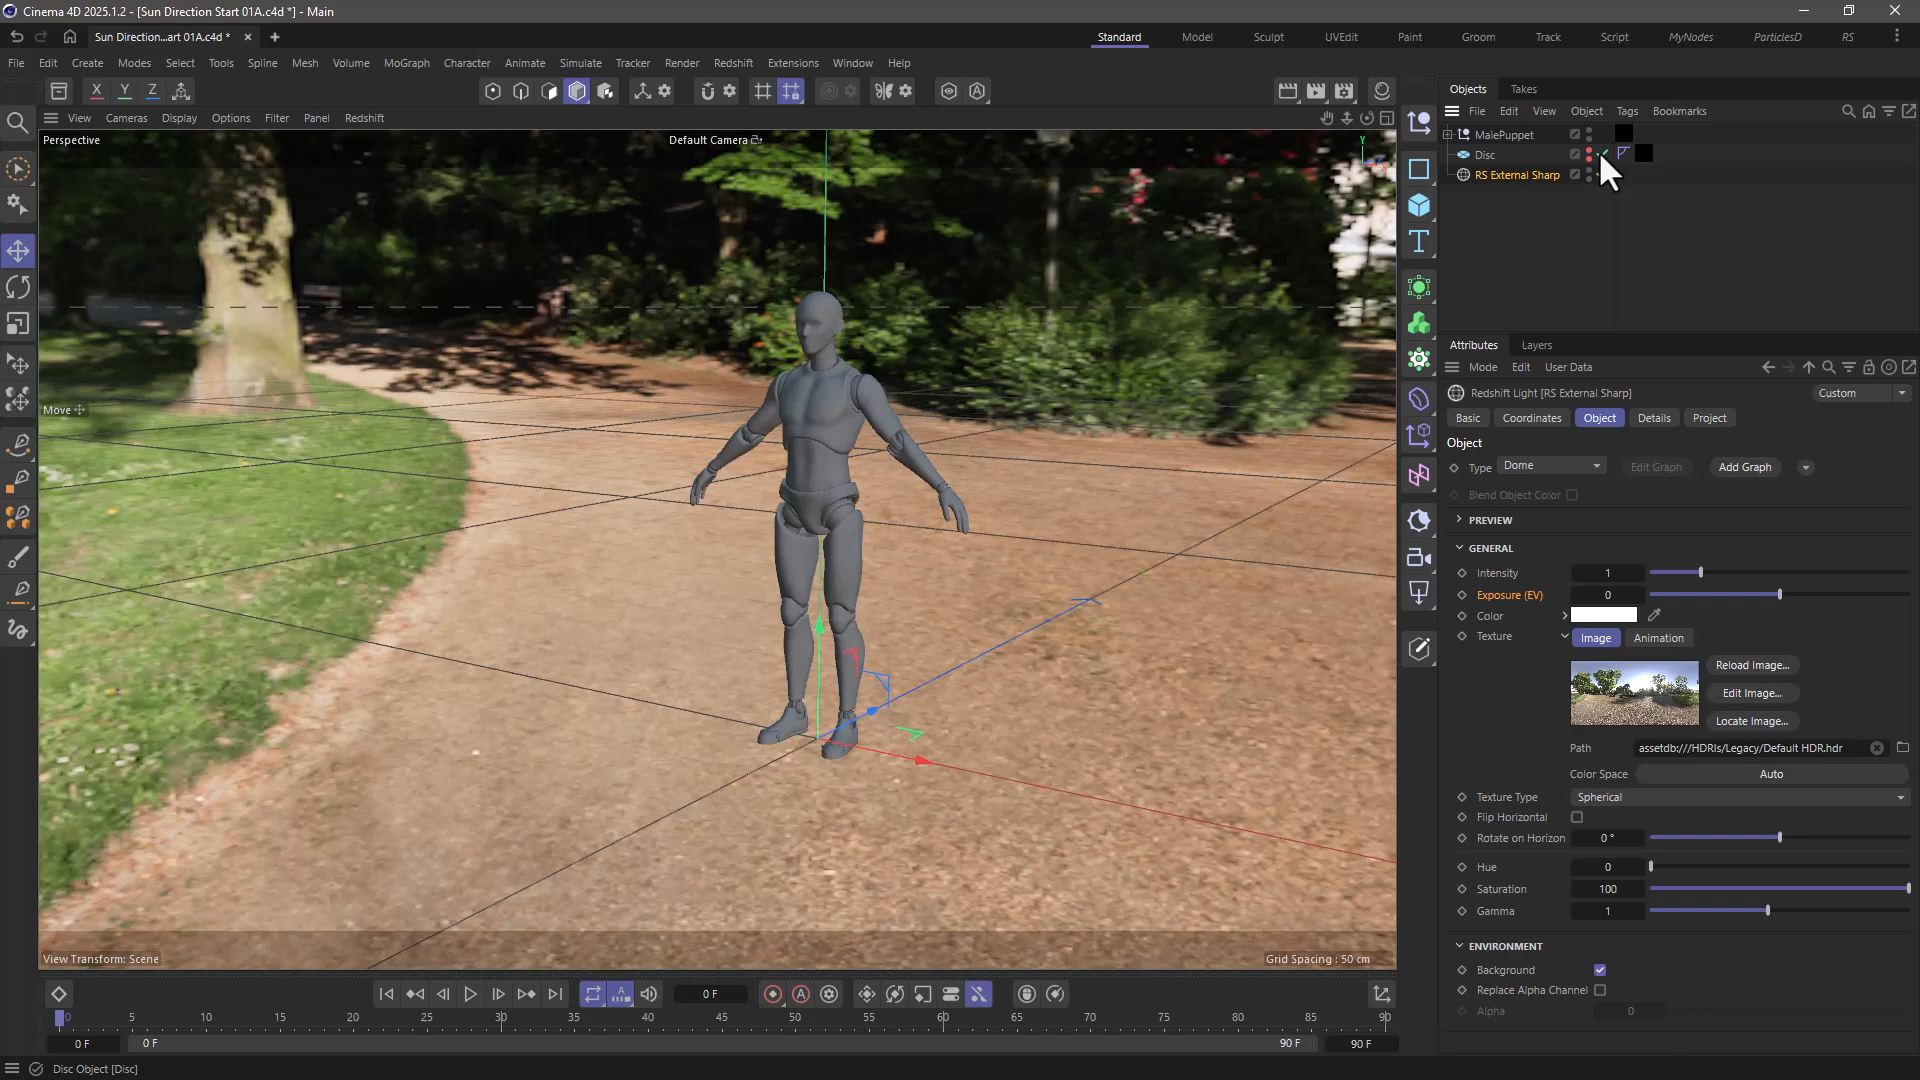 Cinema 4D 2025.1.2 - [Sun Direction Start 01A.c4d *] - Main
Sun Direction...art 01A.c4d *
Standard Model Sculpt UVEdit Paint Groom Track Script MyNodes ParticlesD RS
File Edit Create Modes Select Tools Spline Mesh Volume MoGraph Character Animate Simulate Tracker Render Redshift Extensions Window Help
X Y Z
View Cameras Display Options Filter Panel Redshift
Perspective
Default Camera
Y
Z
Move
View Transform: Scene
Grid Spacing : 50 cm
0 F
0 5 10 15 20 25 30 35 40 45 50 55 60 65 70 75 80 85 90
0 F
0 F
90 F
90 F
Disc Object [Disc]
Objects Takes
File Edit View Object Tags Bookmarks
MalePuppet
Disc
RS External Sharp
Attributes Layers
Mode Edit User Data
Redshift Light [RS External Sharp]
Custom
Basic Coordinates Object Details Project
Object
Type Dome Edit Graph Add Graph
Blend Object Color
PREVIEW
GENERAL
Intensity 1
Exposure (EV) 0
Color
Texture Image Animation
Reload Image...
Edit Image...
Locate Image...
Path assetdb:///HDRIs/Legacy/Default HDR.hdr
Color Space Auto
Texture Type Spherical
Flip Horizontal
Rotate on Horizon 0 °
Hue 0
Saturation 100
Gamma 1
ENVIRONMENT
Background
Replace Alpha Channel
Alpha 0